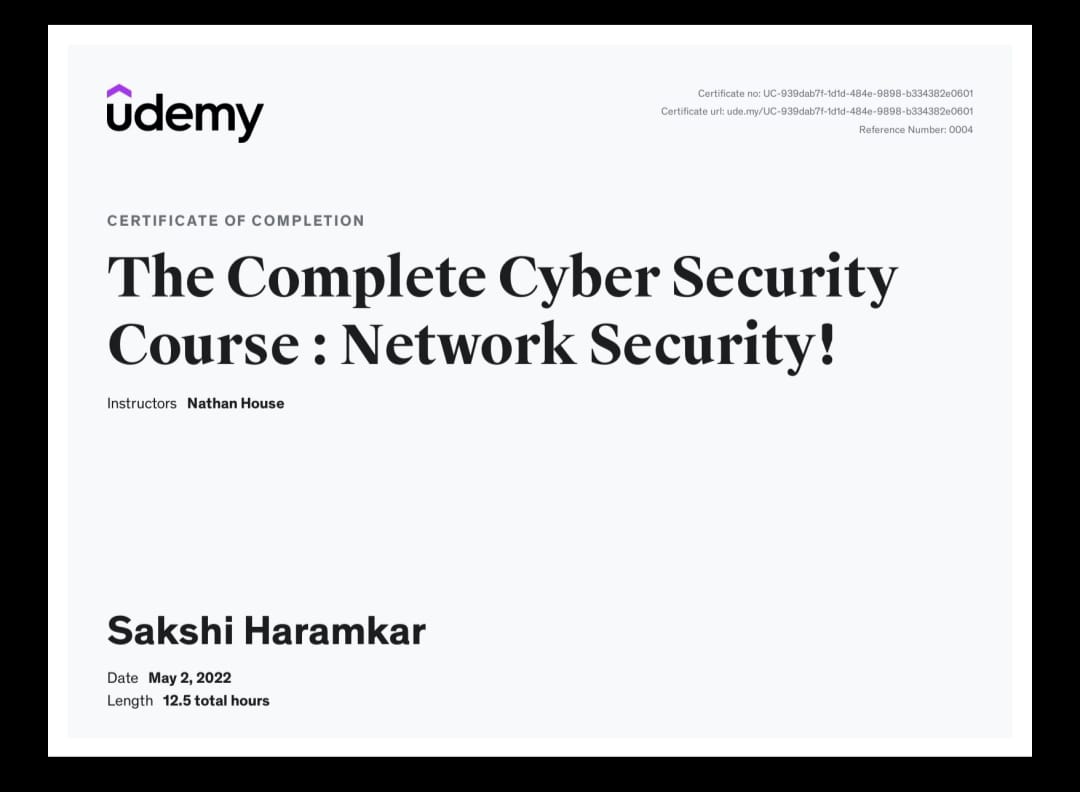 udemy
Certificate no: UC-939dab7f-1d1d-484e-9898-b334382e0601
Certificate url: ude.my/UC-939dab7f-1d1d-484e-9898-b334382e0601
Reference Number: 0004
CERTIFICATE OF COMPLETION
The Complete Cyber Security
Course : Network Security!
Instructors Nathan House
Sakshi Haramkar
Date May 2, 2022
Length 12.5 total hours